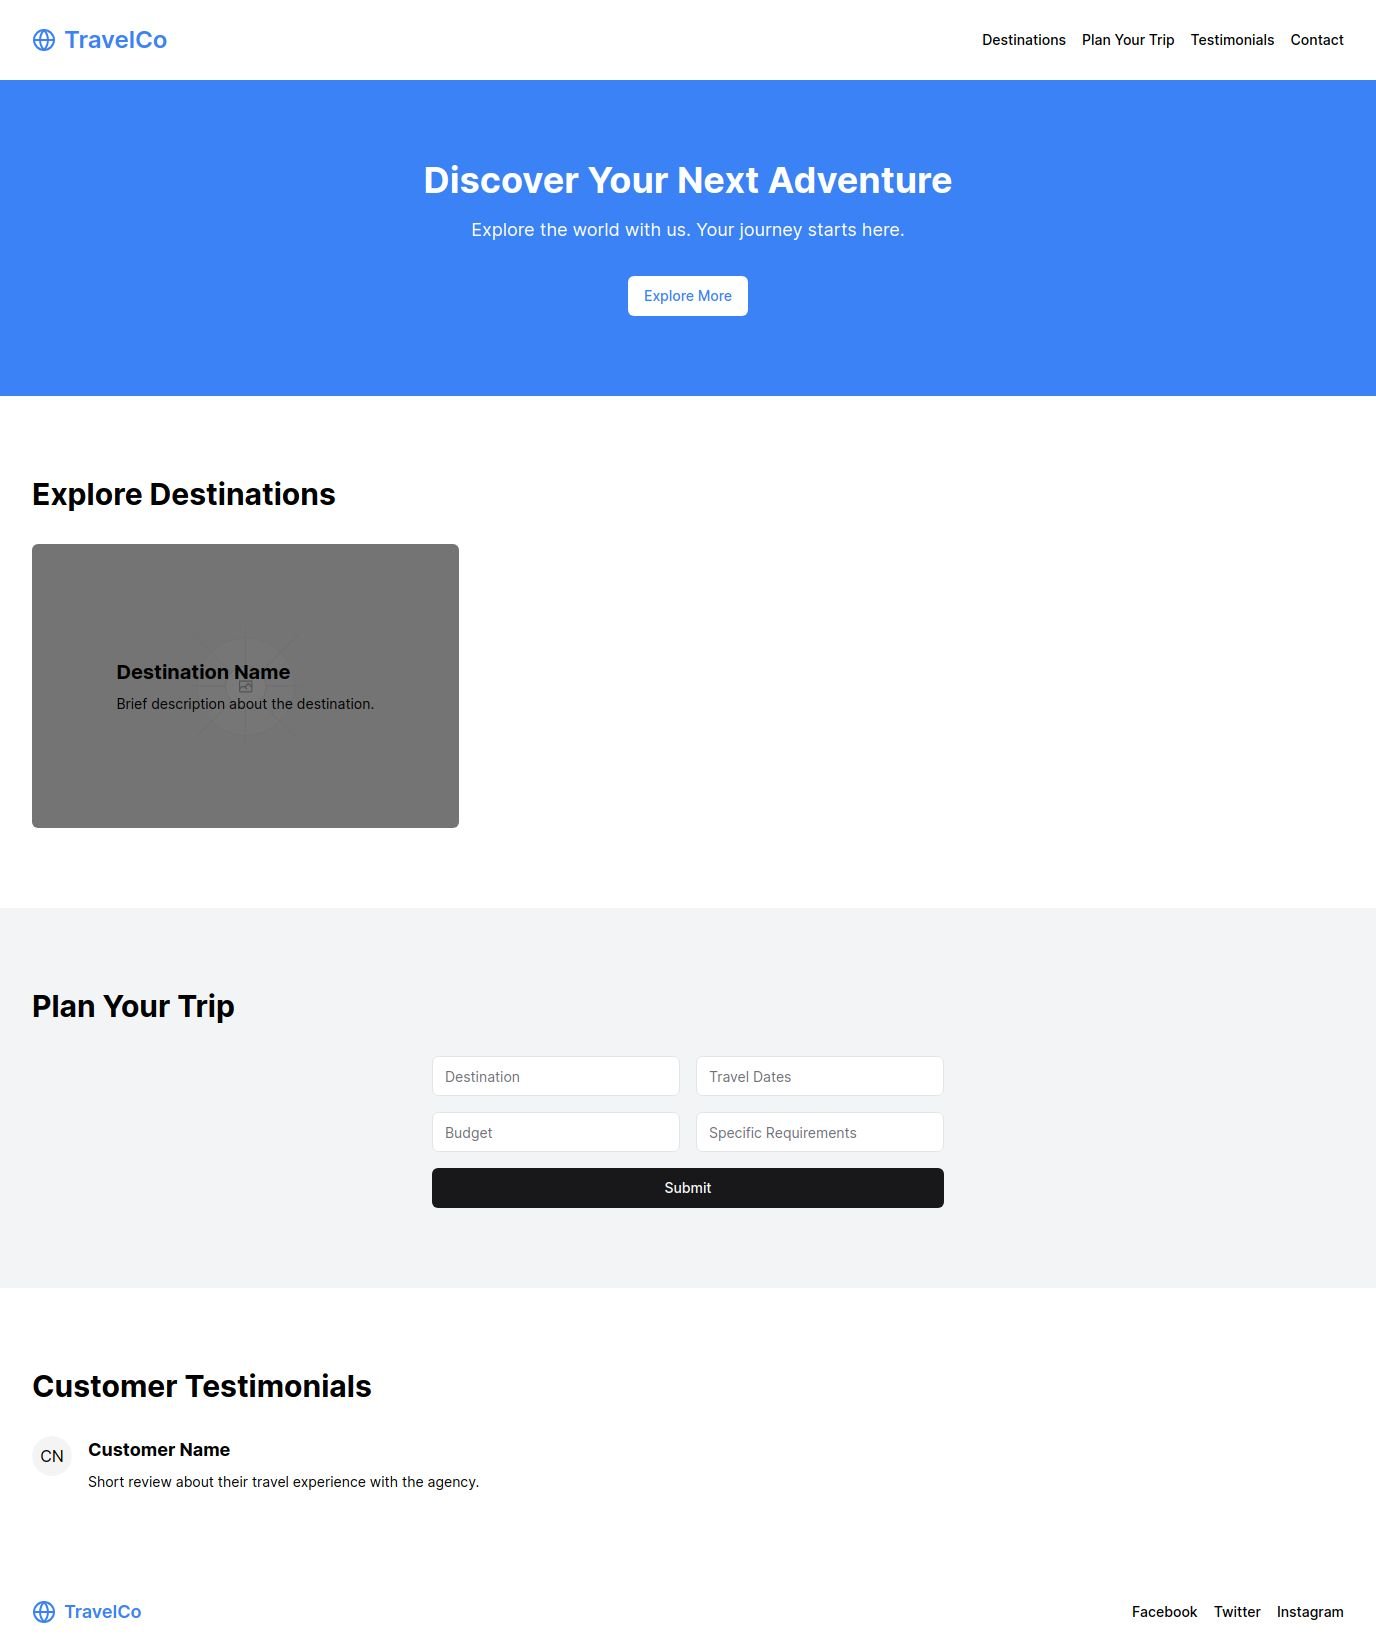 TravelCo
Destinations Plan Your Trip Testimonials Contact
Discover Your Next Adventure
Explore the world with us. Your journey starts here.
Explore More
Explore Destinations
Destination Name
Brief description about the destination.
Plan Your Trip
Destination
Travel Dates
Budget
Specific Requirements
Submit
Customer Testimonials
CN
Customer Name
Short review about their travel experience with the agency.
TravelCo
Facebook Twitter Instagram